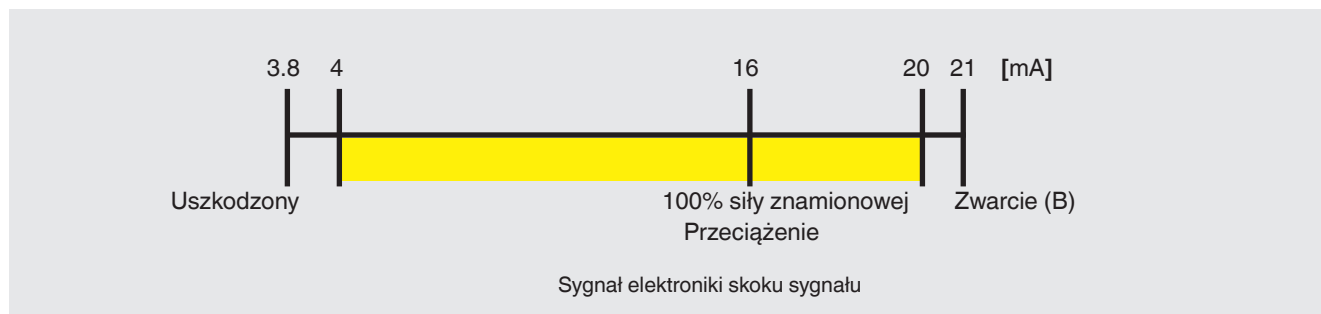 3.8 4 16 20 21 [mA]
Uszkodzony 100% siły znamionowej Zwarcie (B)
Przeciążenie
Sygnał elektroniki skoku sygnału